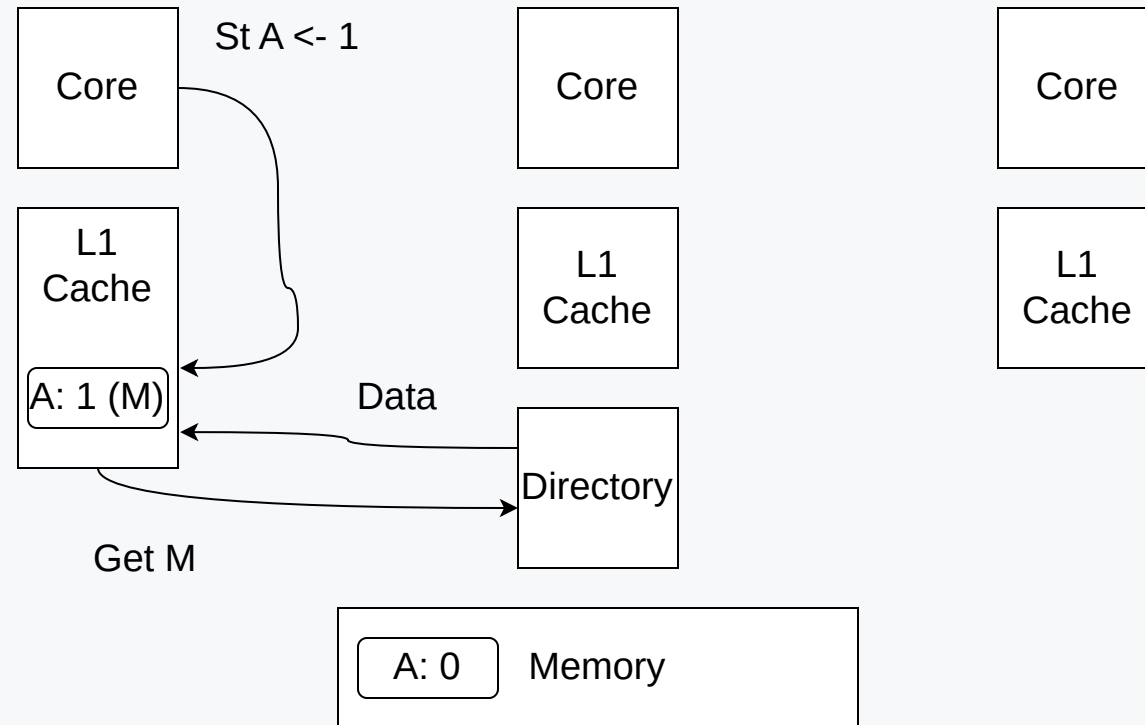 St A <- 1
Core
Core
Core
L1
Cache
L1
Cache
L1
Cache
A: 1 (M)
Data
Directory
Get M
A: 0
Memory